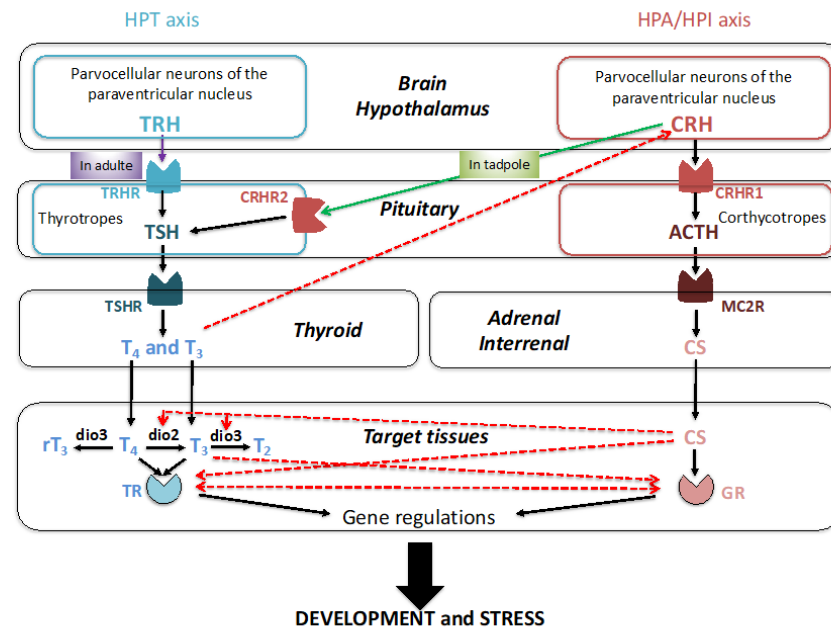 HPT axis
HPA/HPI axis
Parvocellular neurons of the
paraventricular nucleus
TRH
Brain
Hypothalamus
Parvocellular neurons of the
paraventricular nucleus
CRH
In adulte
In tadpole
TRHR
CRHR2
CRHR1
Thyrotropes
TSH
Pituitary
ACTH
Corthycotropes
TSHR
MC2R
Thyroid
Adrenal
Interrenal
T4 and T3
CS
rT3
dio3
T4
dio2
T3
dio3
T2
Target tissues
CS
TR
GR
Gene regulations
DEVELOPMENT and STRESS